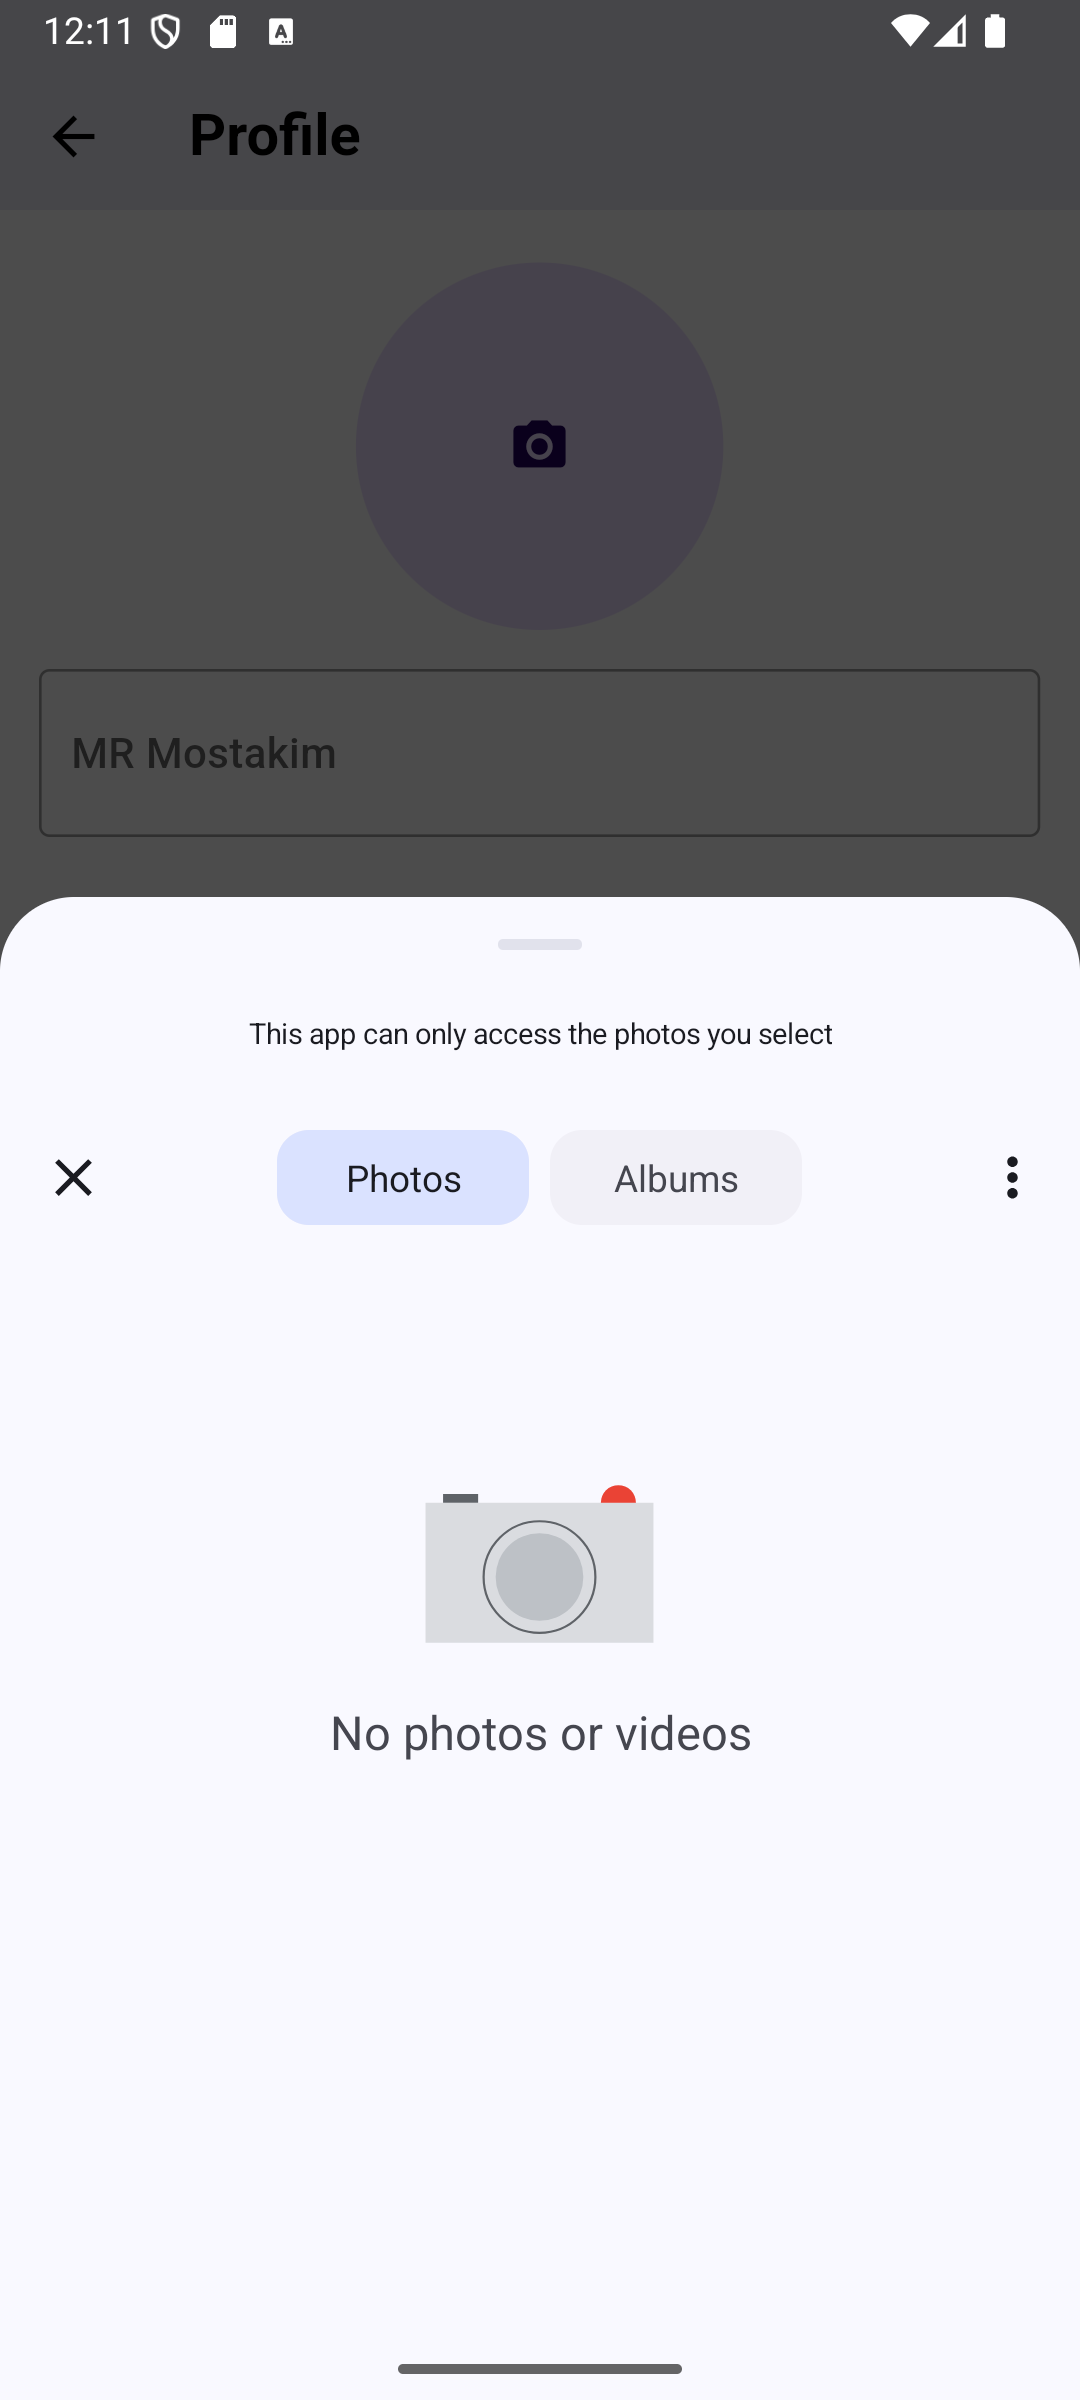 12:11
Profile
MR Mostakim
This app can only access the photos you select
Photos
Albums
No photos or videos